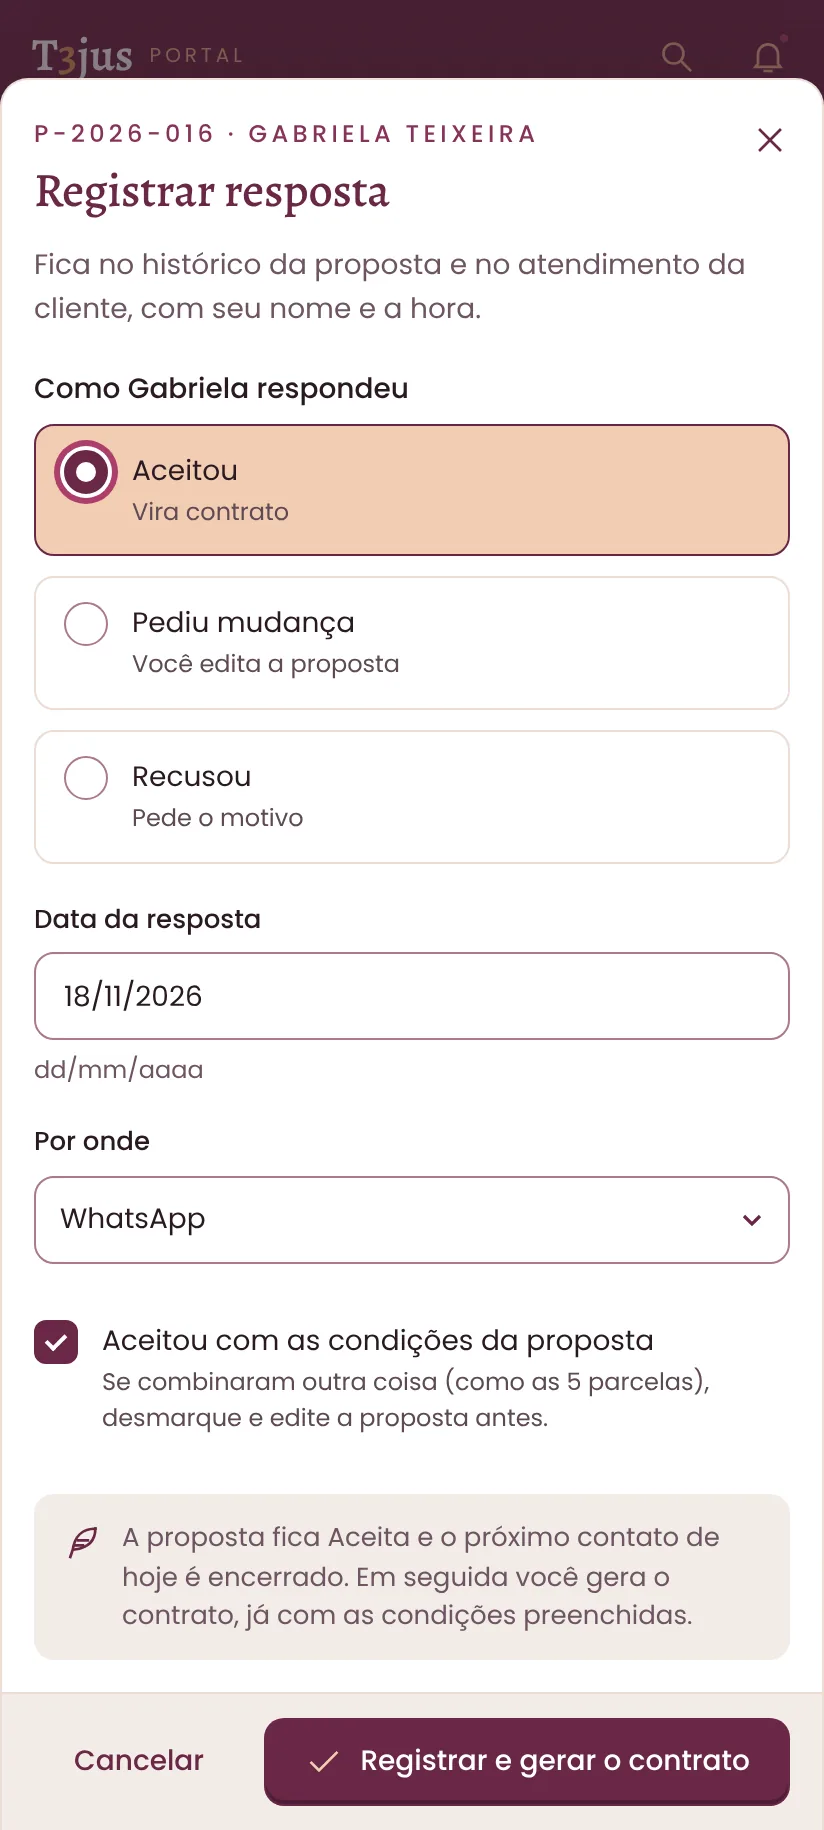 T3jus PORTAL
P-2026-016 · GABRIELA TEIXEIRA
Registrar resposta
Fica no histórico da proposta e no atendimento da
cliente, com seu nome e a hora.
Como Gabriela respondeu
Aceitou
Vira contrato
Pediu mudança
Você edita a proposta
Recusou
Pede o motivo
Data da resposta
18/11/2026
dd/mm/aaaa
Por onde
WhatsApp
Aceitou com as condições da proposta
Se combinaram outra coisa (como as 5 parcelas),
desmarque e edite a proposta antes.
A proposta fica Aceita e o próximo contato de
hoje é encerrado. Em seguida você gera o
contrato, já com as condições preenchidas.
Cancelar
Registrar e gerar o contrato